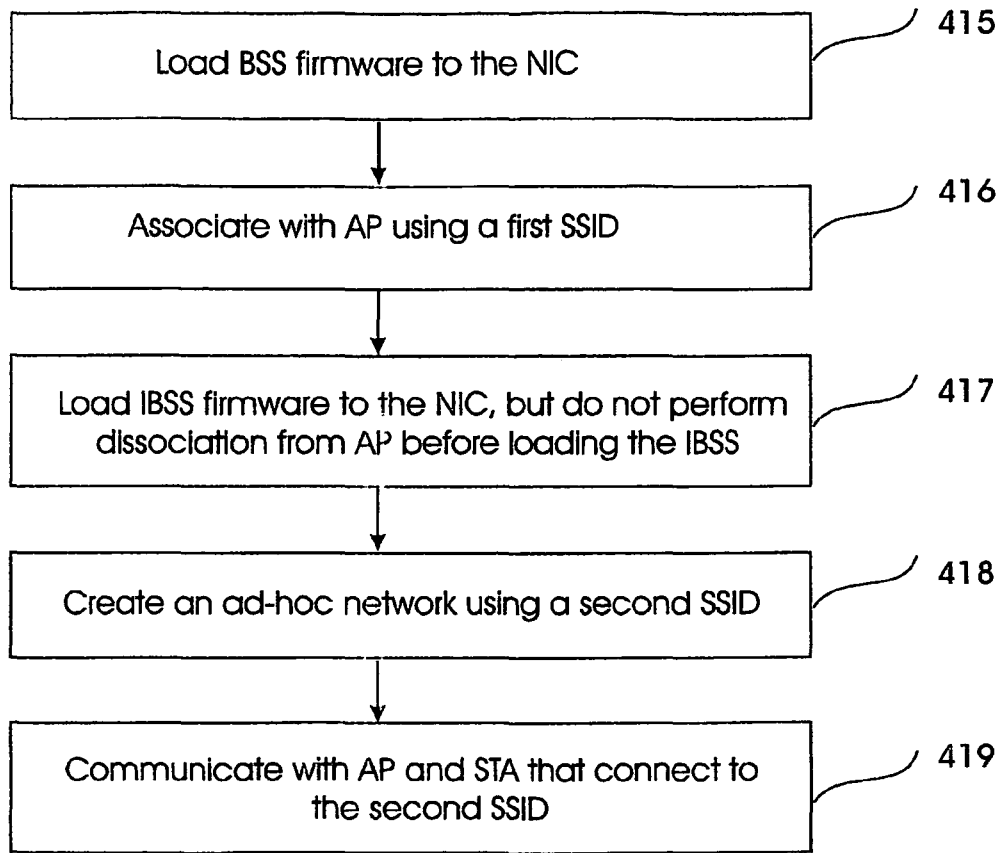 415
Load BSS firmware to the NIC
416
Associate with AP using a first SSID
417
Load IBSS firmware to the NIC, but do not perform
dissociation from AP before loading the IBSS
418
Create an ad-hoc network using a second SSID
419
Communicate with AP and STA that connect to
the second SSID